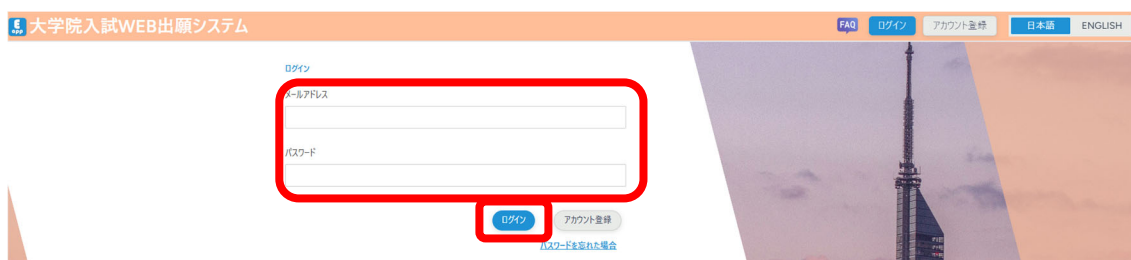 E app 大学院入試WEB出願システム FAQ ログイン アカウント登録 日本語 ENGLISH
ログイン
メールアドレス
パスワード
ログイン アカウント登録
パスワードを忘れた場合